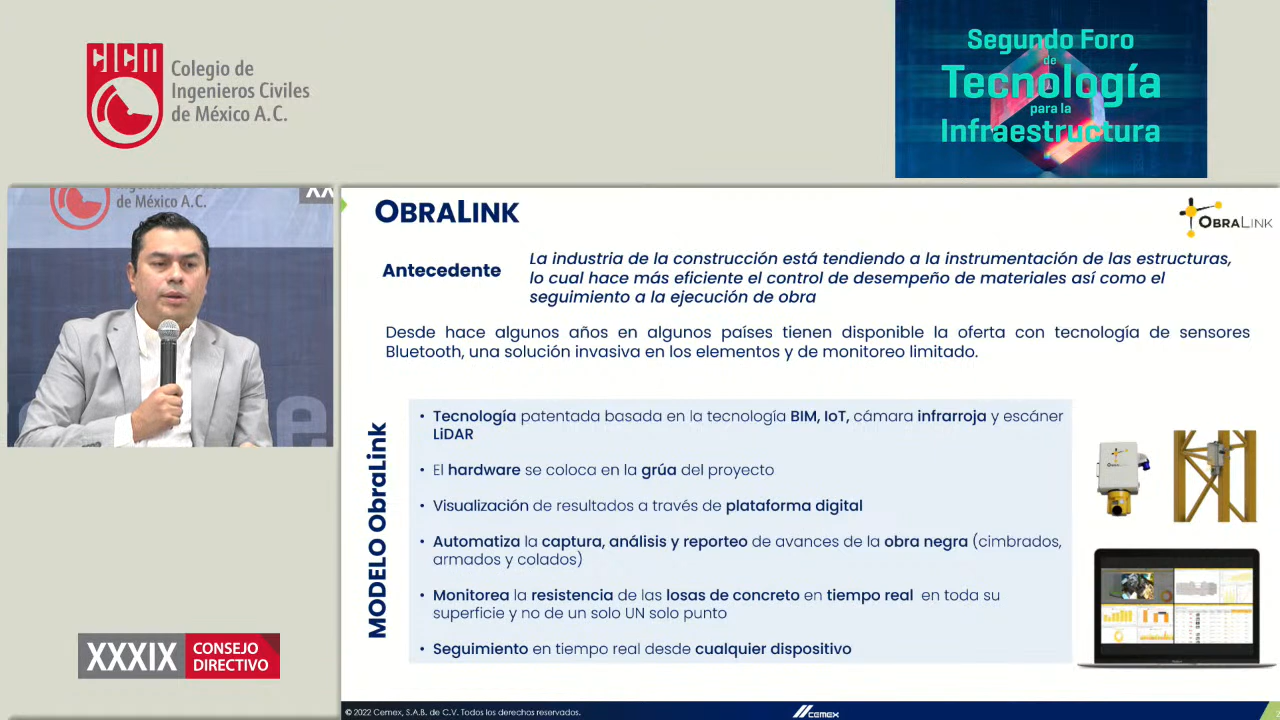 CICM
Colegio de
Ingenieros Civiles
de México A.C.
Segundo Foro
de
Tecnología
para la
Infraestructura
de México A.C.
XX
OBRALINK
OBRALINK
Antecedente
La industria de la construcción está tendiendo a la instrumentación de las estructuras,
lo cual hace más eficiente el control de desempeño de materiales así como el
seguimiento a la ejecución de obra
Desde hace algunos años en algunos países tienen disponible la oferta con tecnología de sensores
Bluetooth, una solución invasiva en los elementos y de monitoreo limitado.
MODELO ObraLink
• Tecnología patentada basada en la tecnología BIM, IoT, cámara infrarroja y escáner
LiDAR
• El hardware se coloca en la grúa del proyecto
• Visualización de resultados a través de plataforma digital
• Automatiza la captura, análisis y reporteo de avances de la obra negra (cimbrados,
armados y colados)
• Monitorea la resistencia de las losas de concreto en tiempo real en toda su
superficie y no de un solo UN solo punto
• Seguimiento en tiempo real desde cualquier dispositivo
XXXIX
CONSEJO
DIRECTIVO
© 2022 Cemex, S.A.B. de C.V. Todos los derechos reservados.
CEMEX